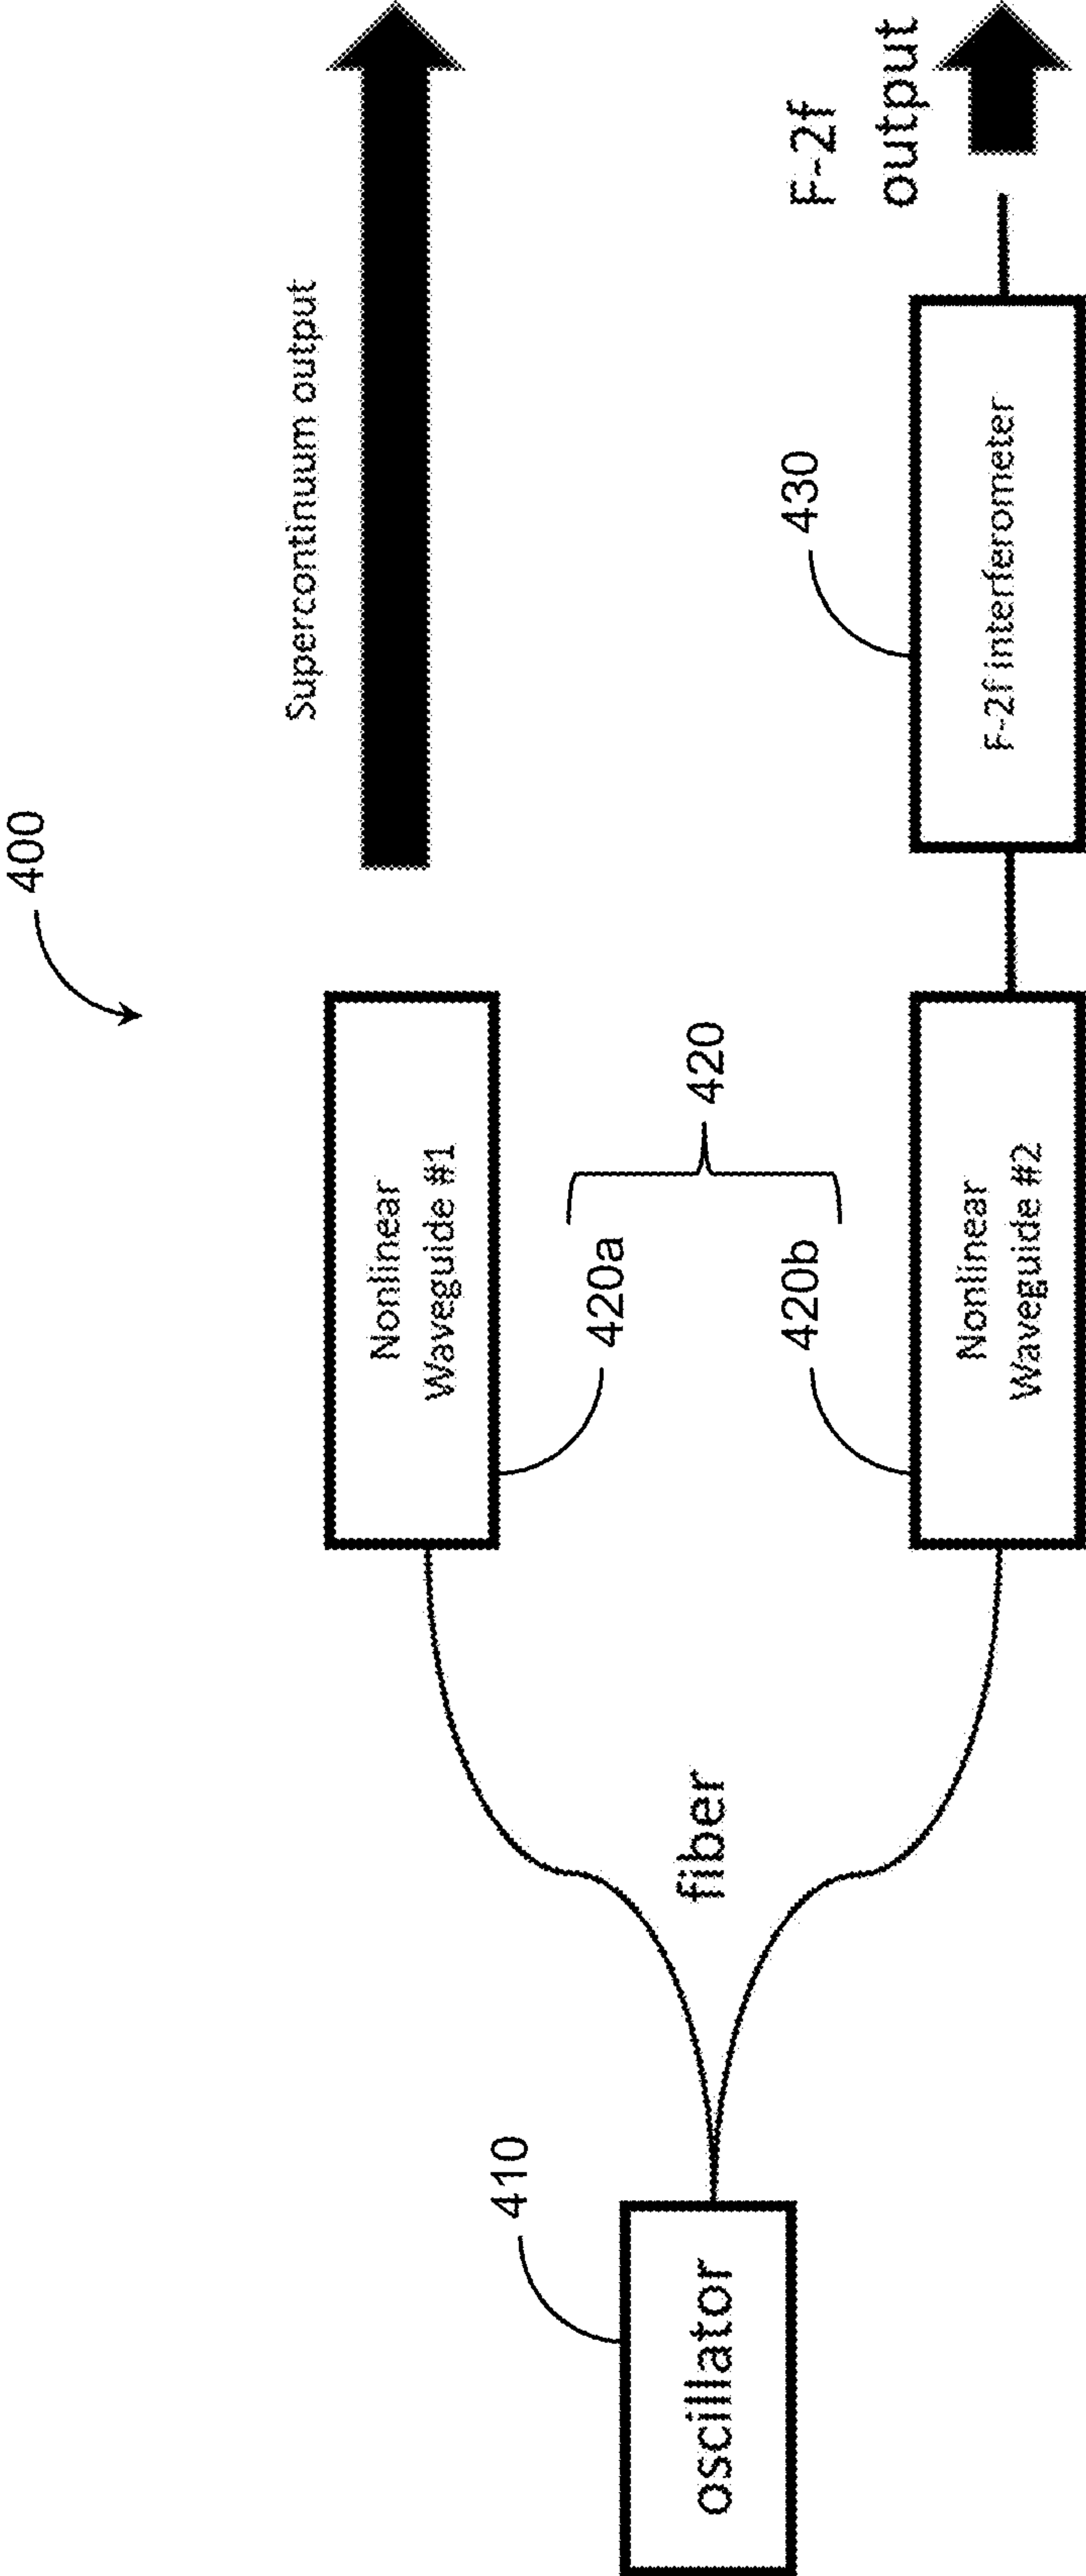 400
Supercontinuum output
Nonlinear
Waveguide #1
420a
420
420b
410
oscillator
fiber
Nonlinear
Waveguide #2
430
F-2f interferometer
F-2f
output